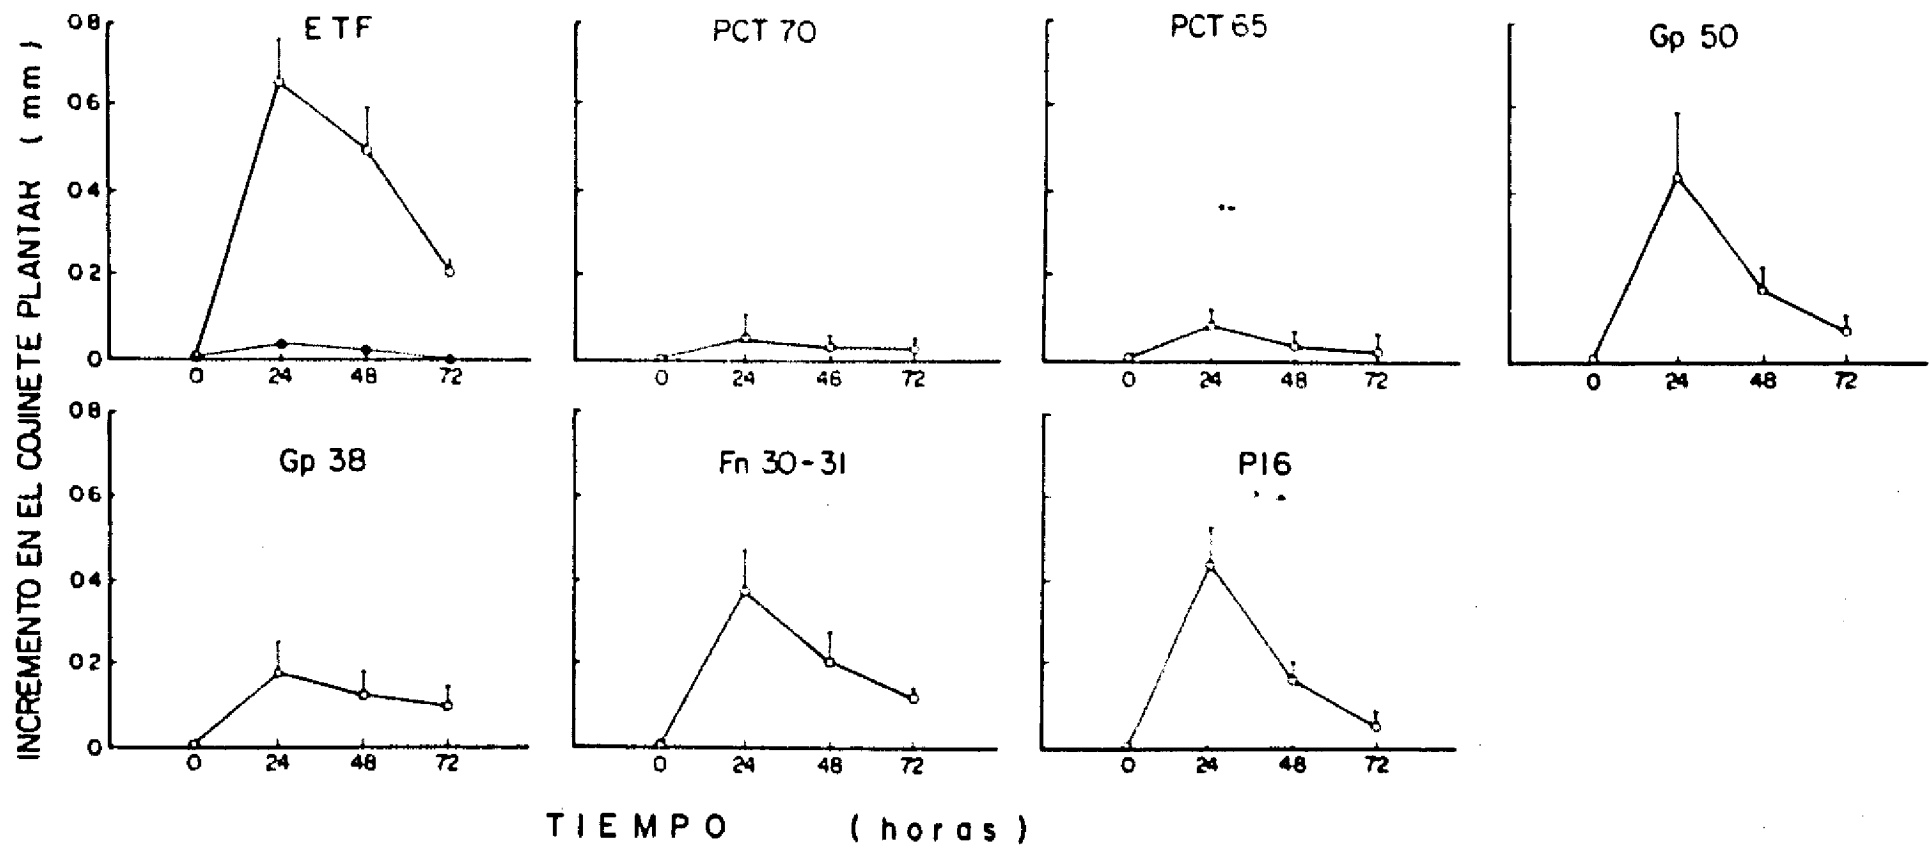 INCREMENTO EN EL COJINETE PLANTAR (mm)
ETF
0.8
0.6
0.4
0.2
0
0 24 48 72
PCT 70
0 24 46 72
PCT 65
0 24 48 72
Gp 50
0 24 48 72
Gp 38
0.8
0.6
0.4
0.2
0
0 24 48 72
Fn 30-31
0 24 48 72
P16
0 24 48 72
TIEMPO (horas)